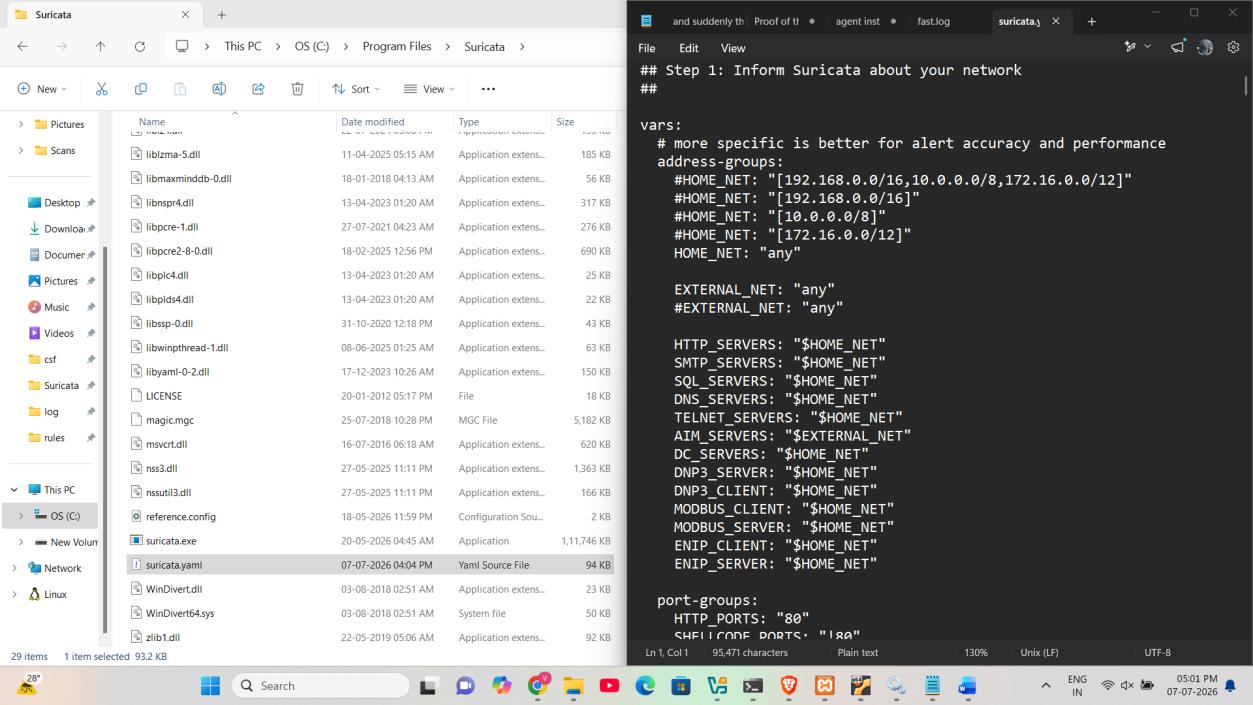 Suricata
This PC
OS (C:)
Program Files
Suricata
New
Sort
View
Pictures
Scans
Desktop
Pictures
Music
Videos
csf
Suricata
log
rules
This PC
OS (C:)
Network
Linux
Name Date modified Type Size
liblzma-5.dll 11-04-2025 05:15 AM Application extens... 185 KB
libmaxminddb-0.dll 18-01-2018 04:13 AM Application extens... 56 KB
libnspr4.dll 13-04-2023 01:20 AM Application extens... 317 KB
libpcre-1.dll 27-07-2021 04:23 AM Application extens... 276 KB
libpcre2-8-0.dll 18-02-2025 12:56 PM Application extens... 690 KB
libplc4.dll 13-04-2023 01:20 AM Application extens... 25 KB
libplds4.dll 13-04-2023 01:20 AM Application extens... 22 KB
libssp-0.dll 31-10-2020 12:18 PM Application extens... 43 KB
libwinpthread-1.dll 08-06-2025 01:25 AM Application extens... 63 KB
libyaml-0-2.dll 17-12-2023 10:26 AM Application extens... 150 KB
LICENSE 20-01-2012 05:17 PM File 18 KB
magic.mgc 25-07-2018 10:28 PM MGC File 5,182 KB
msvcrt.dll 16-07-2016 06:18 AM Application extens... 620 KB
nss3.dll 27-05-2025 11:11 PM Application extens... 1,363 KB
nssutil3.dll 27-05-2025 11:11 PM Application extens... 166 KB
reference.config 18-05-2026 11:59 PM Configuration Sou... 2 KB
suricata.exe 20-05-2026 04:45 AM Application 1,11,746 KB
suricata.yaml 07-07-2026 04:04 PM Yaml Source File 94 KB
WinDivert.dll 03-08-2018 02:51 AM Application extens... 23 KB
WinDivert64.sys 03-08-2018 02:51 AM System file 50 KB
zlib1.dll 22-05-2019 05:06 AM Application extens... 92 KB
29 items 1 item selected 93.2 KB
and suddenly th
Proof of th
agent inst
fast.log
suricata.y
File Edit View
## Step 1: Inform Suricata about your network
##
vars:
# more specific is better for alert accuracy and performance
address-groups:
#HOME_NET: "[192.168.0.0/16,10.0.0.0/8,172.16.0.0/12]"
#HOME_NET: "[192.168.0.0/16]"
#HOME_NET: "[10.0.0.0/8]"
#HOME_NET: "[172.16.0.0/12]"
HOME_NET: "any"
EXTERNAL_NET: "any"
#EXTERNAL_NET: "any"
HTTP_SERVERS: "$HOME_NET"
SMTP_SERVERS: "$HOME_NET"
SQL_SERVERS: "$HOME_NET"
DNS_SERVERS: "$HOME_NET"
TELNET_SERVERS: "$HOME_NET"
AIM_SERVERS: "$EXTERNAL_NET"
DC_SERVERS: "$HOME_NET"
DNP3_SERVER: "$HOME_NET"
DNP3_CLIENT: "$HOME_NET"
MODBUS_CLIENT: "$HOME_NET"
MODBUS_SERVER: "$HOME_NET"
ENIP_CLIENT: "$HOME_NET"
ENIP_SERVER: "$HOME_NET"
port-groups:
HTTP_PORTS: "80"
SHELLCODE_PORTS: "!80"
Ln 1, Col 1 95,471 characters Plain text 130% Unix (LF) UTF-8
28°
Search
ENG
IN
05:01 PM
07-07-2026